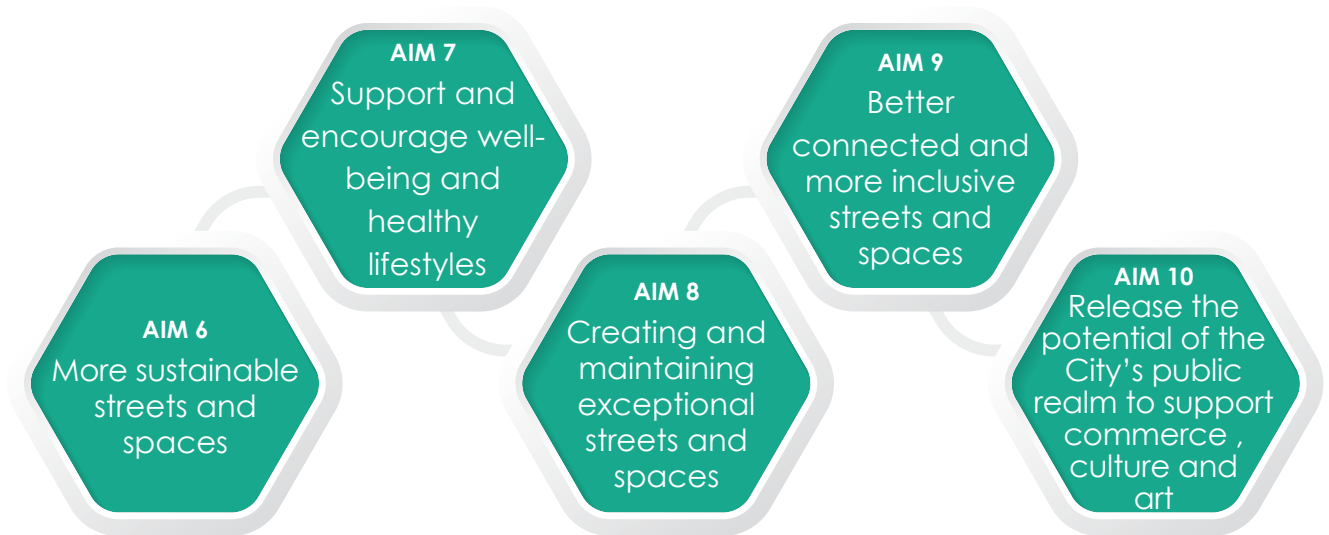 AIM 6
More sustainable
streets and
spaces
AIM 7
Support and
encourage well-
being and
healthy
lifestyles
AIM 8
Creating and
maintaining
exceptional
streets and
spaces
AIM 9
Better
connected and
more inclusive
streets and
spaces
AIM 10
Release the
potential of the
City’s public
realm to support
commerce ,
culture and
art